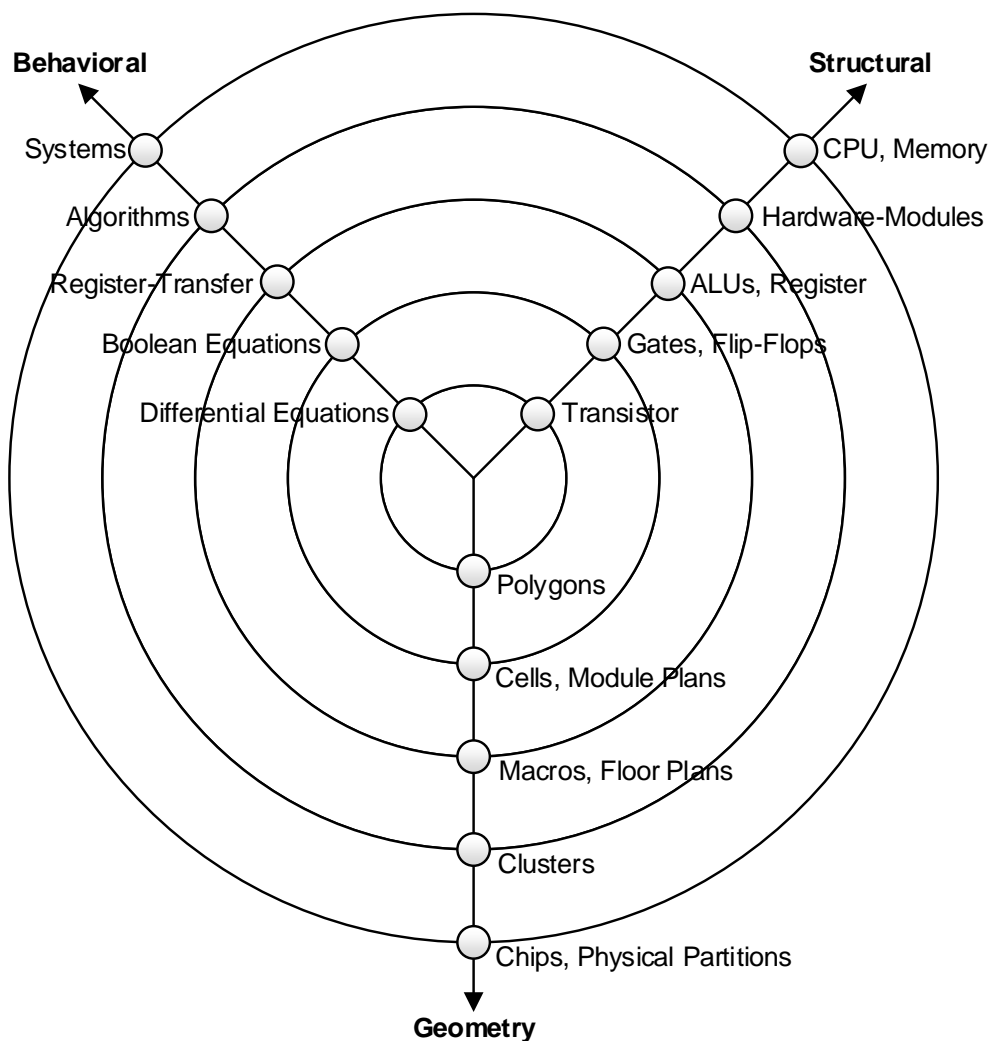 Behavioral
Structural
Systems
CPU, Memory
Algorithms
Hardware-Modules
Register-Transfer
ALUs, Register
Boolean Equations
Gates, Flip-Flops
Differential Equations
Transistor
Polygons
Cells, Module Plans
Macros, Floor Plans
Clusters
Chips, Physical Partitions
Geometry